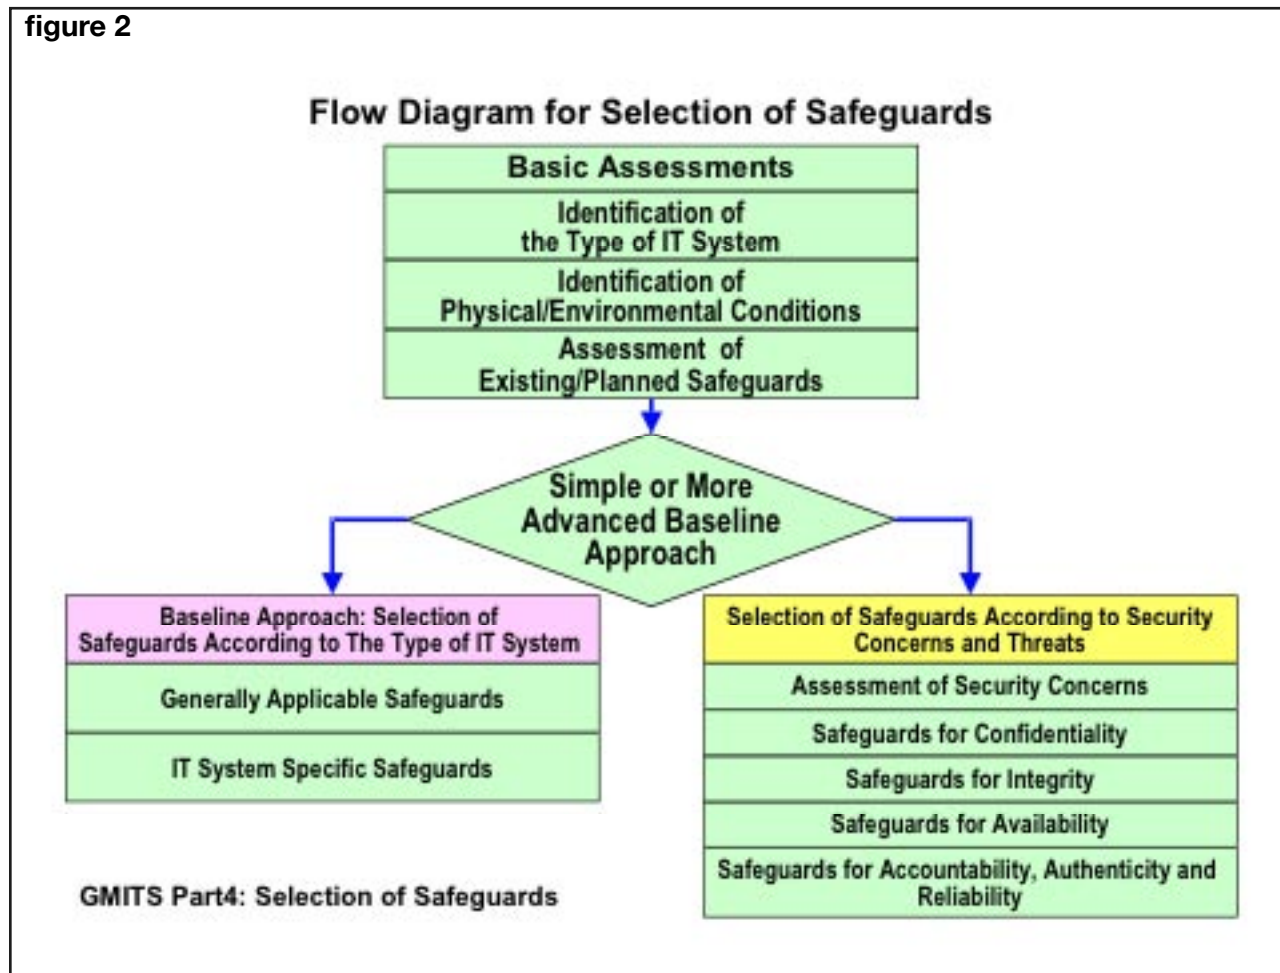 figure 2
Flow Diagram for Selection of Safeguards
Basic Assessments
Identification of
the Type of IT System
Identification of
Physical/Environmental Conditions
Assessment of
Existing/Planned Safeguards
Simple or More
Advanced Baseline
Approach
Baseline Approach: Selection of
Safeguards According to The Type of IT System
Generally Applicable Safeguards
IT System Specific Safeguards
Selection of Safeguards According to Security
Concerns and Threats
Assessment of Security Concerns
Safeguards for Confidentiality
Safeguards for Integrity
Safeguards for Availability
Safeguards for Accountability, Authenticity and
Reliability
GMITS Part4: Selection of Safeguards